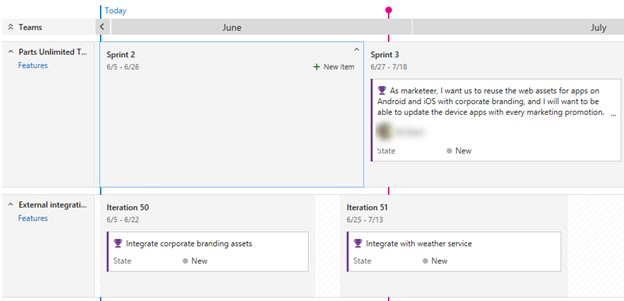 Today
Teams
June
July
Parts Unlimited T...
Features
Sprint 2
6/5 - 6/26
New item
Sprint 3
6/27 - 7/18
As marketeer, I want us to reuse the web assets for apps on
Android and iOS with corporate branding, and I will want to be
able to update the device apps with every marketing promotion.
...
State New
External integrati...
Features
Iteration 50
6/5 - 6/22
Integrate corporate branding assets
State New
Iteration 51
6/25 - 7/13
Integrate with weather service
State New